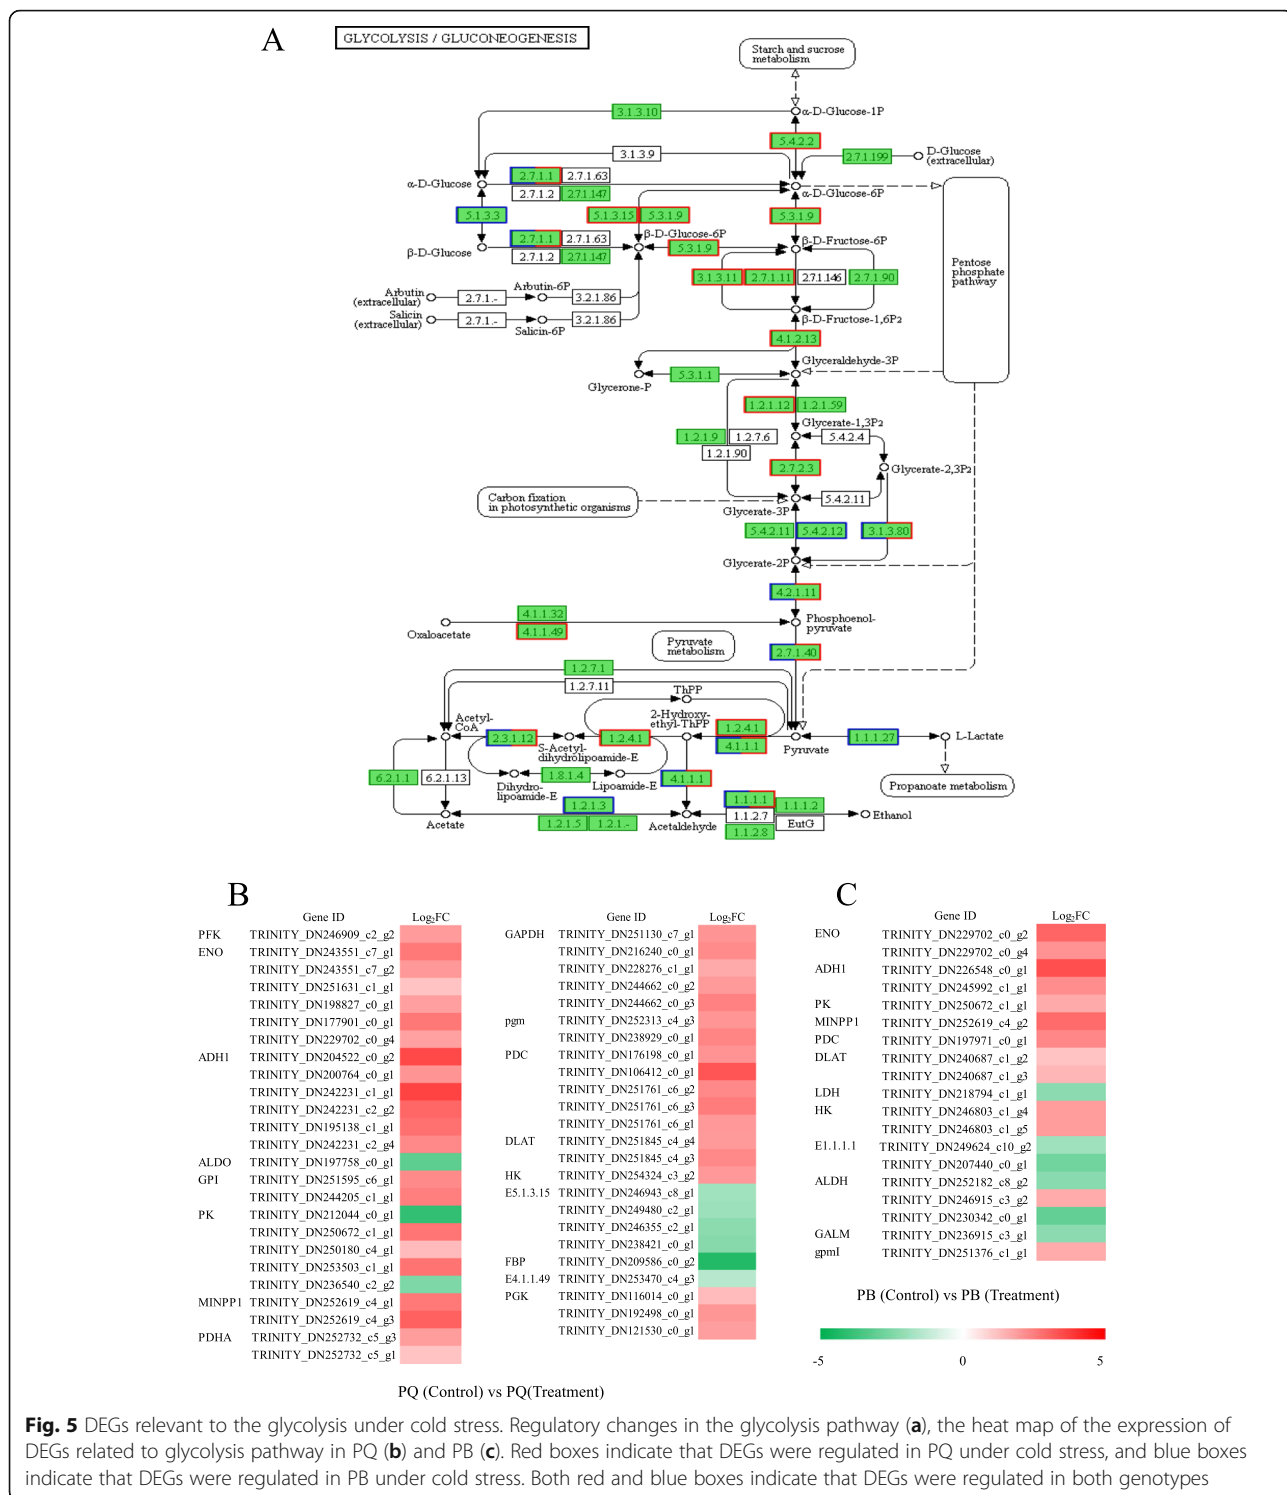 A
GLYCOLYSIS / GLUCONEOGENESIS
Starch and sucrose
metabolism
3.1.3.10
α-D-Glucose-1P
5.4.2.2
3.1.3.9
2.7.1.199
D-Glucose
(extracellular)
2.7.1.1
2.7.1.63
α-D-Glucose
2.7.1.2
2.7.1.147
α-D-Glucose-6P
5.1.3.3
5.1.3.15
5.3.1.9
5.3.1.9
2.7.1.1
2.7.1.63
β-D-Glucose-6P
β-D-Fructose-6P
β-D-Glucose
2.7.1.2
2.7.1.147
5.3.1.9
Pentose
phosphate
pathway
3.1.3.11
2.7.1.11
2.7.1.146
2.7.1.90
Arbutin
(extracellular)
2.7.1.-
Arbutin-6P
3.2.1.86
Salicin
(extracellular)
2.7.1.-
Salicin-6P
3.2.1.86
β-D-Fructose-1,6P2
4.1.2.13
Glyceraldehyde-3P
5.3.1.1
Glycerone-P
1.2.1.12
1.2.1.59
Glycerate-1,3P2
1.2.1.9
1.2.7.6
5.4.2.4
1.2.1.90
2.7.2.3
Glycerate-2,3P2
Carbon fixation
in photosynthetic organisms
5.4.2.11
Glycerate-3P
5.4.2.11
5.4.2.12
3.1.3.80
Glycerate-2P
4.2.1.11
4.1.1.32
Oxaloacetate
4.1.1.49
Phosphoenol-
pyruvate
Pyruvate
metabolism
2.7.1.40
1.2.7.1
1.2.7.11
ThPP
Acetyl-
CoA
2-Hydroxy-
ethyl-ThPP
1.2.4.1
2.3.1.12
1.2.4.1
4.1.1.1
1.1.1.27
L-Lactate
S-Acetyl-
dihydrolipoamide-E
Pyruvate
6.2.1.1
6.2.1.13
1.8.1.4
4.1.1.1
Dihydro-
lipoamide-E
Lipoamide-E
Propanoate metabolism
1.2.1.3
1.1.1.1
1.1.1.2
Acetate
1.2.1.5
1.2.1.-
Acetaldehyde
1.1.2.7
EutG
Ethanol
1.1.2.8
B
Gene ID Log2FC
PFK TRINITY_DN246909_c2_g2
ENO TRINITY_DN243551_c7_g1
TRINITY_DN243551_c7_g2
TRINITY_DN251631_c1_g1
TRINITY_DN198827_c0_g1
TRINITY_DN177901_c0_g1
TRINITY_DN229702_c0_g4
ADH1 TRINITY_DN204522_c0_g2
TRINITY_DN200764_c0_g1
TRINITY_DN242231_c1_g1
TRINITY_DN242231_c2_g2
TRINITY_DN195138_c1_g1
TRINITY_DN242231_c2_g4
ALDO TRINITY_DN197758_c0_g1
GPI TRINITY_DN251595_c6_g1
TRINITY_DN244205_c1_g1
PK TRINITY_DN212044_c0_g1
TRINITY_DN250672_c1_g1
TRINITY_DN250180_c4_g1
TRINITY_DN253503_c1_g1
TRINITY_DN236540_c2_g2
MINPP1 TRINITY_DN252619_c4_g1
TRINITY_DN252619_c4_g3
PDHA TRINITY_DN252732_c5_g3
TRINITY_DN252732_c5_g1
Gene ID Log2FC
GAPDH TRINITY_DN251130_c7_g1
TRINITY_DN216240_c0_g1
TRINITY_DN228276_c1_g1
TRINITY_DN244662_c0_g2
TRINITY_DN244662_c0_g3
pgm TRINITY_DN252313_c4_g3
TRINITY_DN238929_c0_g1
PDC TRINITY_DN176198_c0_g1
TRINITY_DN106412_c0_g1
TRINITY_DN251761_c6_g2
TRINITY_DN251761_c6_g3
TRINITY_DN251761_c6_g1
DLAT TRINITY_DN251845_c4_g4
TRINITY_DN251845_c4_g3
HK TRINITY_DN254324_c3_g2
E5.1.3.15 TRINITY_DN246943_c8_g1
TRINITY_DN249480_c2_g1
TRINITY_DN246355_c2_g1
TRINITY_DN238421_c0_g1
FBP TRINITY_DN209586_c0_g2
E4.1.1.49 TRINITY_DN253470_c4_g3
PGK TRINITY_DN116014_c0_g1
TRINITY_DN192498_c0_g1
TRINITY_DN121530_c0_g1
PQ (Control) vs PQ(Treatment)
C
Gene ID Log2FC
ENO TRINITY_DN229702_c0_g2
TRINITY_DN229702_c0_g4
ADH1 TRINITY_DN226548_c0_g1
TRINITY_DN245992_c1_g1
PK TRINITY_DN250672_c1_g1
MINPP1 TRINITY_DN252619_c4_g2
PDC TRINITY_DN197971_c0_g1
DLAT TRINITY_DN240687_c1_g2
TRINITY_DN240687_c1_g3
LDH TRINITY_DN218794_c1_g1
HK TRINITY_DN246803_c1_g4
TRINITY_DN246803_c1_g5
E1.1.1.1 TRINITY_DN249624_c10_g2
TRINITY_DN207440_c0_g1
ALDH TRINITY_DN252182_c8_g2
TRINITY_DN246915_c3_g2
TRINITY_DN230342_c0_g1
GALM TRINITY_DN236915_c3_g1
gpmI TRINITY_DN251376_c1_g1
PB (Control) vs PB (Treatment)
-5 0 5
Fig. 5 DEGs relevant to the glycolysis under cold stress. Regulatory changes in the glycolysis pathway (a), the heat map of the expression of
DEGs related to glycolysis pathway in PQ (b) and PB (c). Red boxes indicate that DEGs were regulated in PQ under cold stress, and blue boxes
indicate that DEGs were regulated in PB under cold stress. Both red and blue boxes indicate that DEGs were regulated in both genotypes